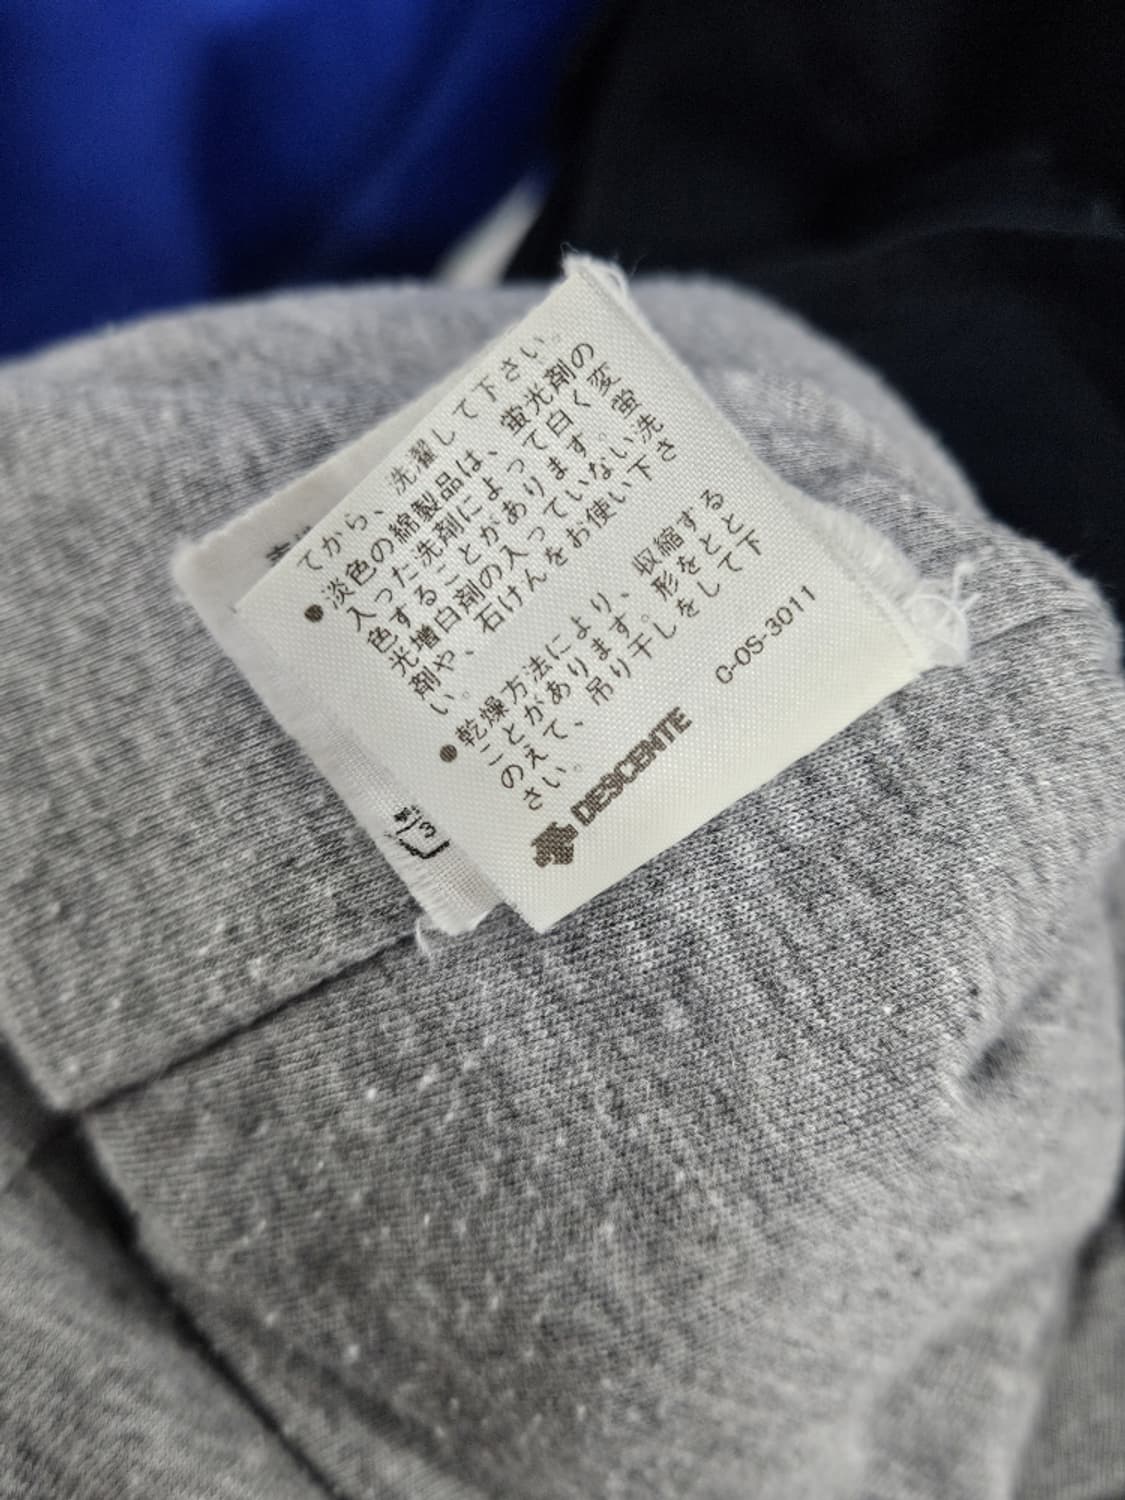 てから、洗濯して下さい。
●淡色の綿製品は、蛍光剤の
入った洗剤によって白く変
色することがあります。蛍
光増白剤の入っていない洗
剤や、石けんをお使い下さ
い。
●乾燥方法により、収縮する
ことがあります。形をとと
のえて、吊り干しをして下
さい。
C-OS-3011
DESCENTE